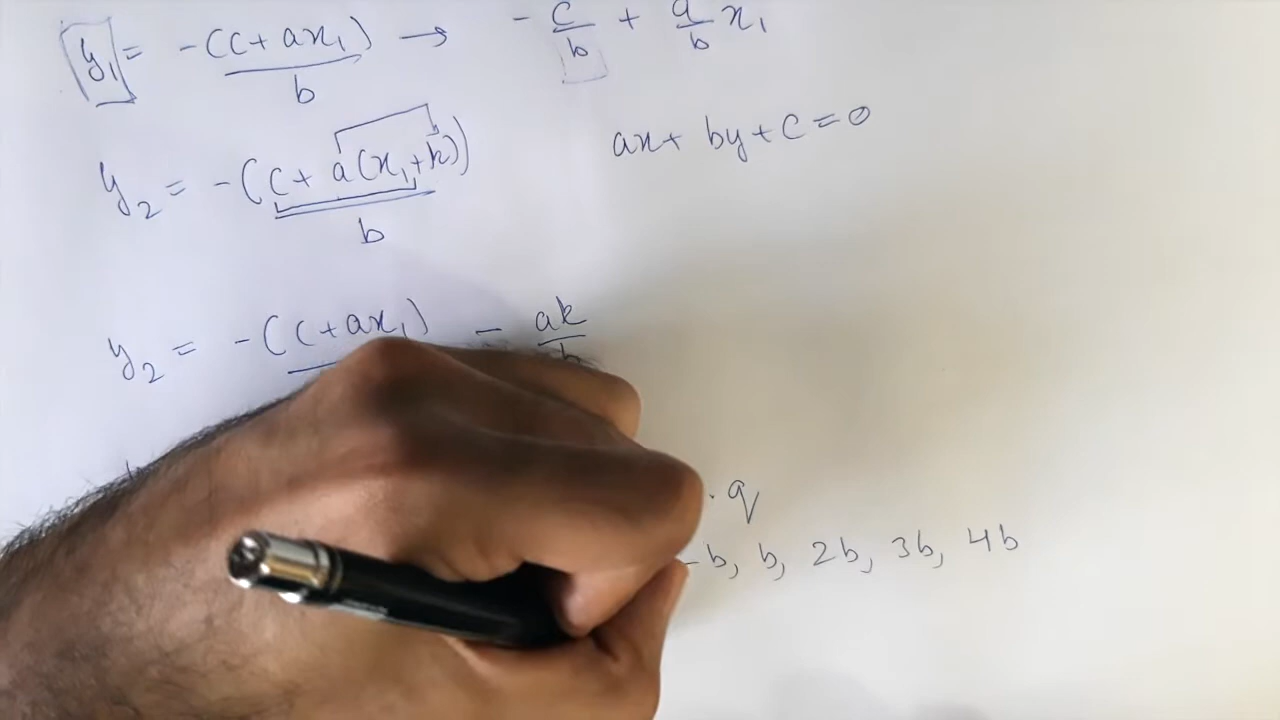 y₁ = -(c + ax₁) / b → - c/b + a/b x₁
ax + by + c = 0
y₂ = -(c + a(x₁ + k)) / b
y₂ = -(c + ax₁) - ak/b
. q
-b, b, 2b, 3b, 4b